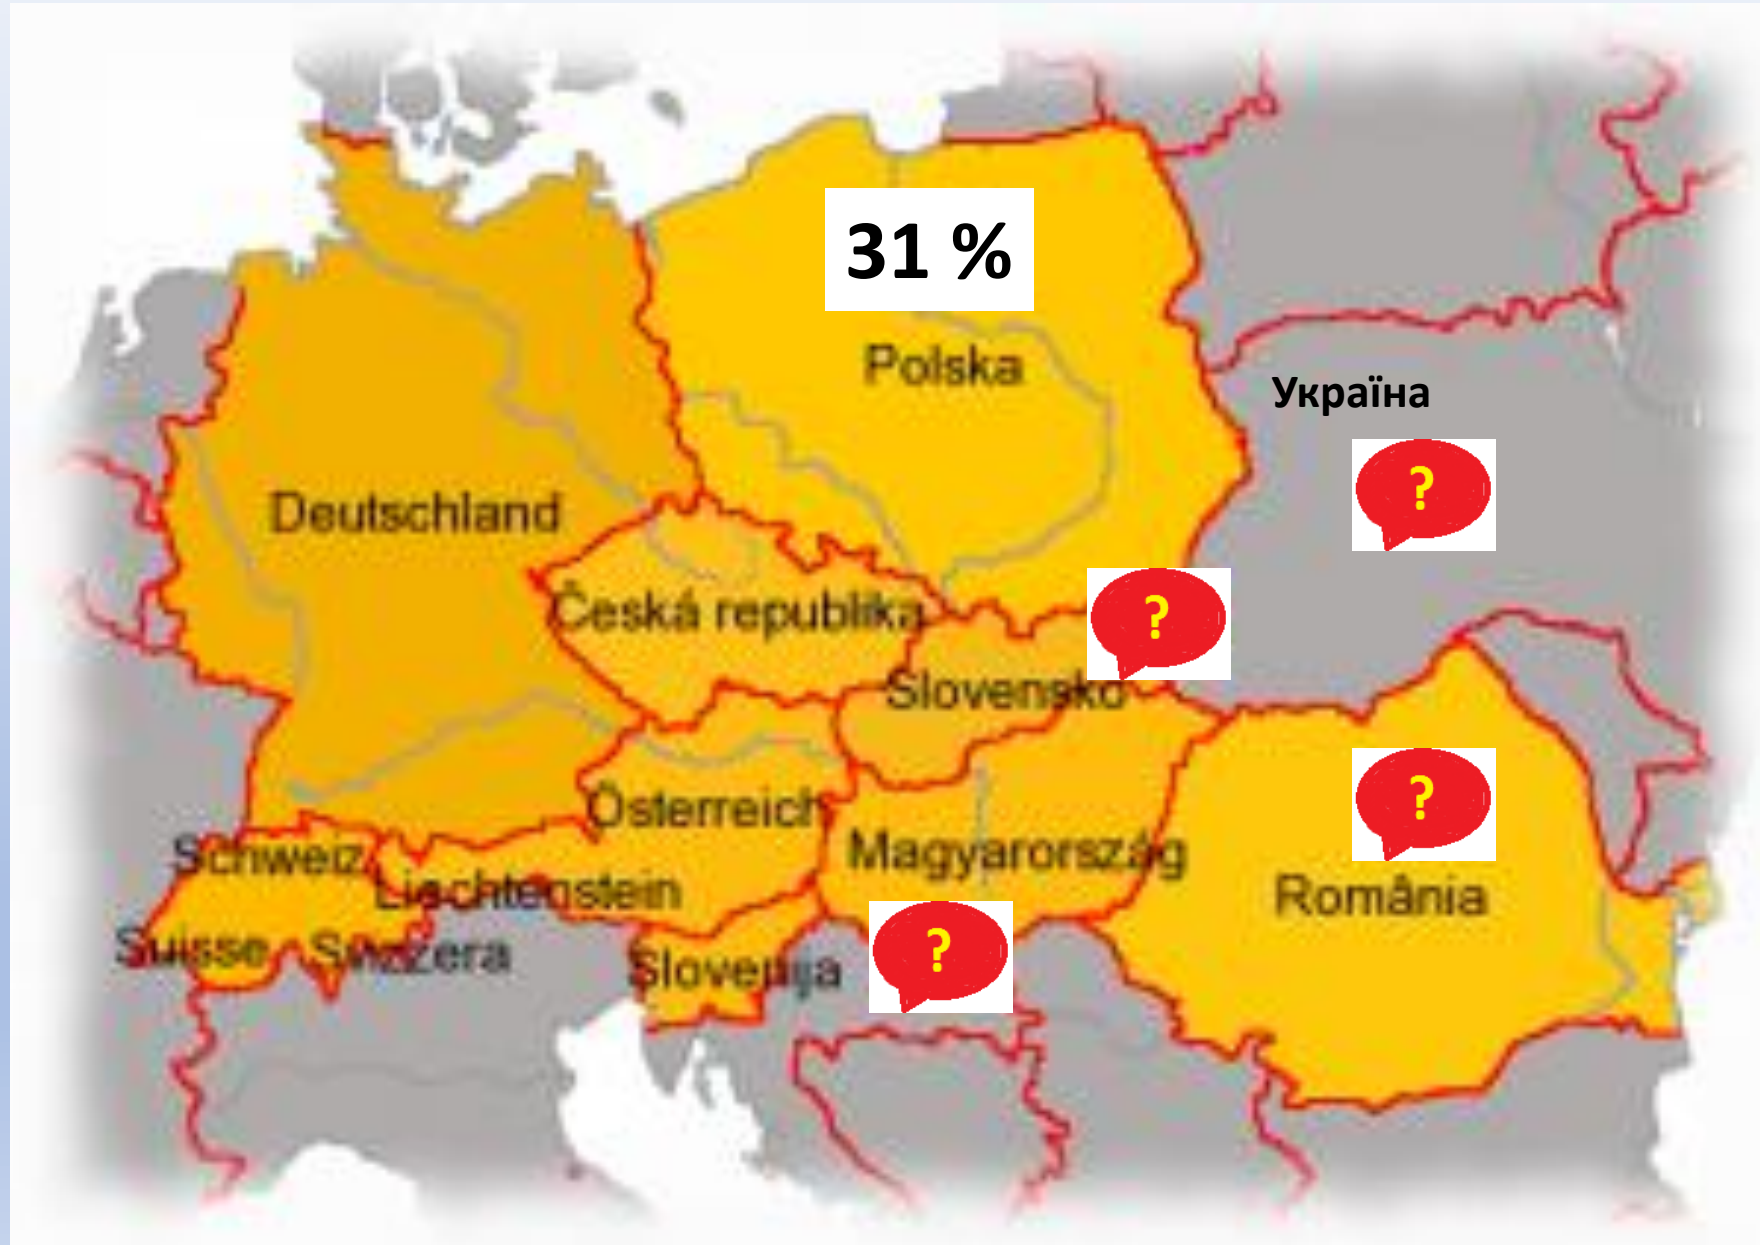 31 %
Polska
Україна
?
Deutschland
?
Česká republika
Slovensko
?
Österreich
Schweiz
Magyarország
Liechtenstein
România
Suisse Svizzera
Slovenija
?